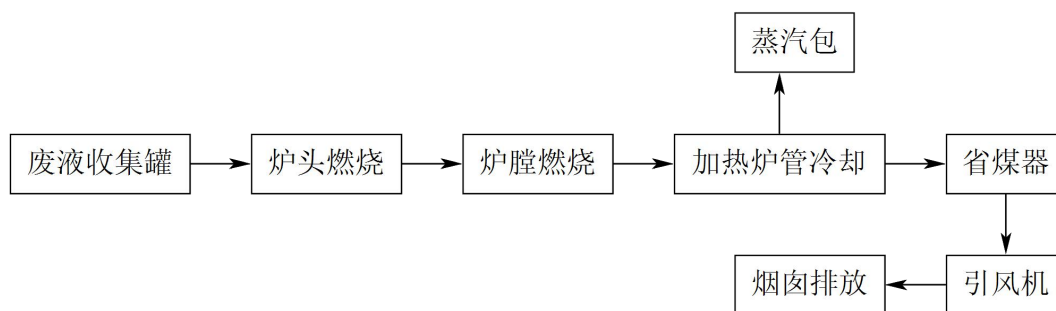 蒸汽包
废液收集罐
炉头燃烧
炉膛燃烧
加热炉管冷却
省煤器
烟囱排放
引风机